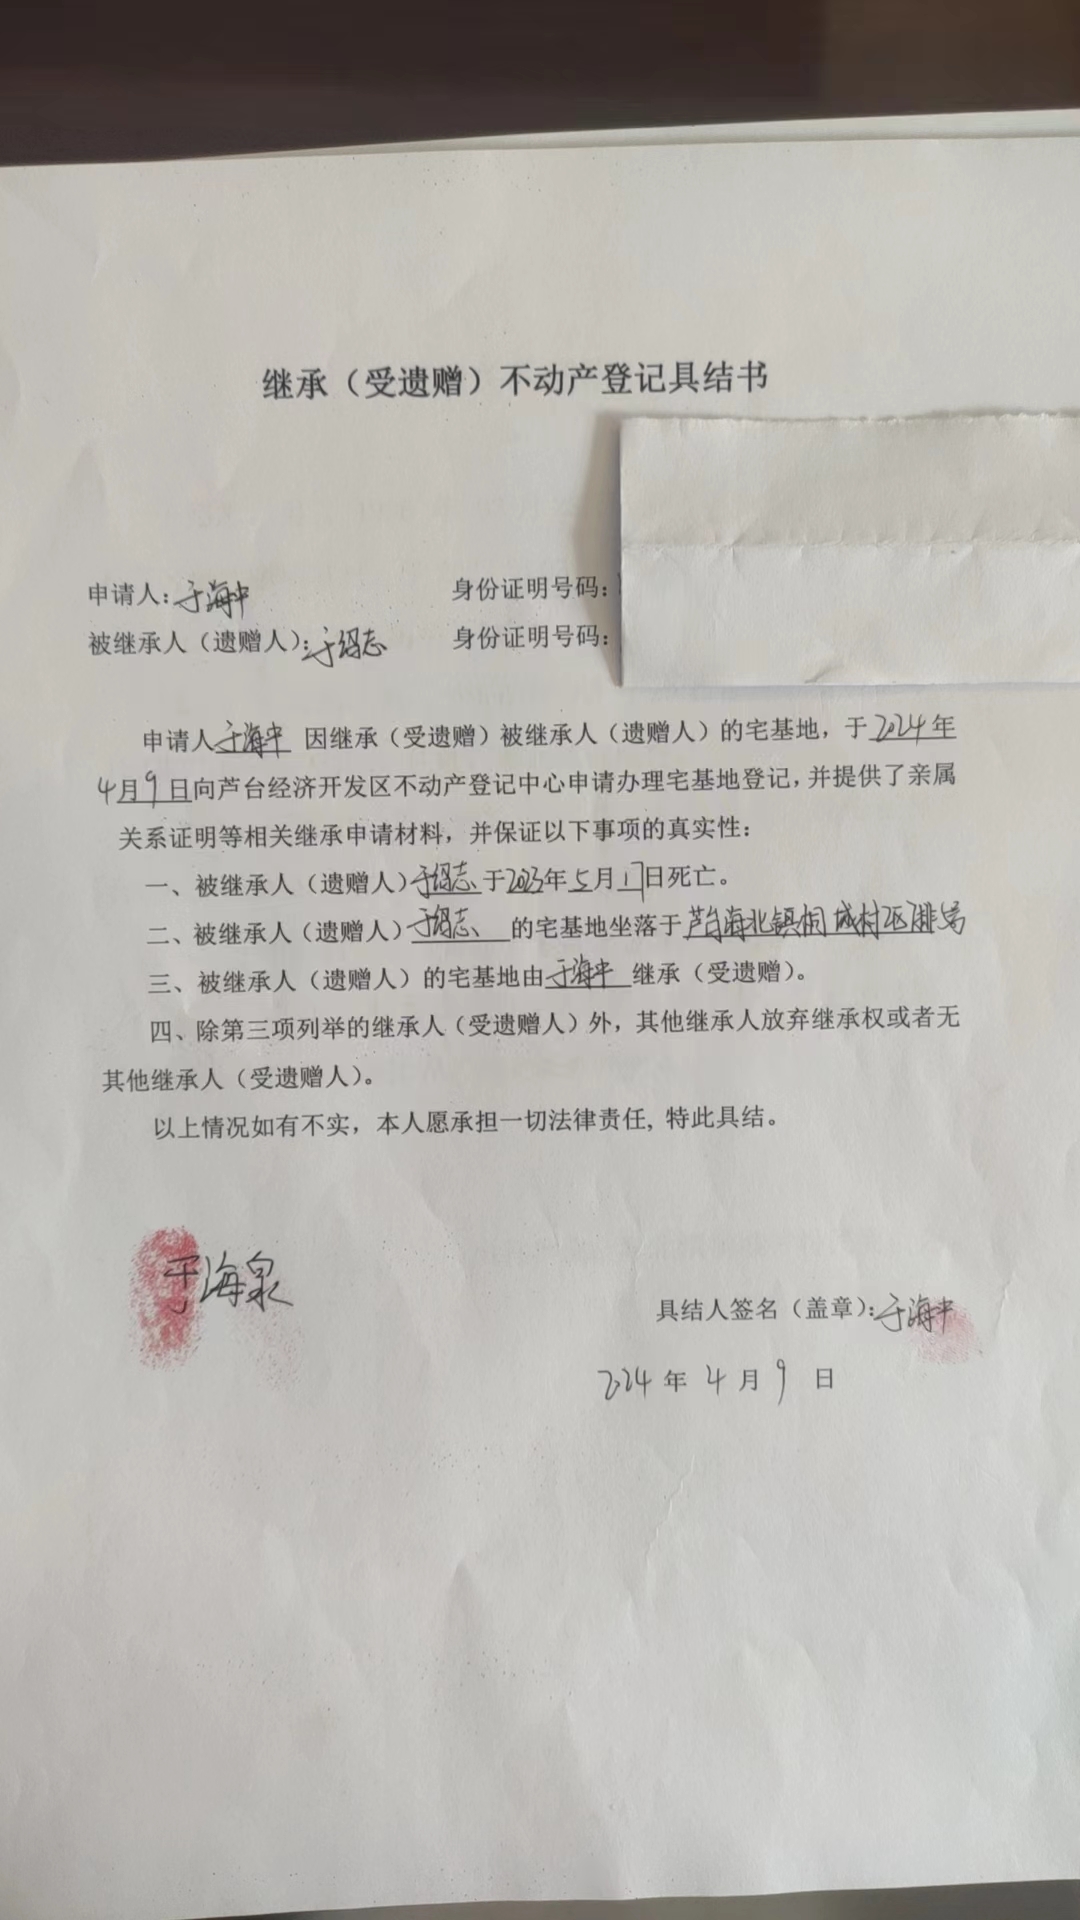 继承（受遗赠）不动产登记具结书
申请人：于海中 身份证明号码：
被继承人（遗赠人）：于绍志 身份证明号码：
申请人于海中 因继承（受遗赠）被继承人（遗赠人）的宅基地，于2024年
4月9日向芦台经济开发区不动产登记中心申请办理宅基地登记，并提供了亲属
关系证明等相关继承申请材料，并保证以下事项的真实性：
一、被继承人（遗赠人）于绍志于2023年5月17日死亡。
二、被继承人（遗赠人）于绍志 的宅基地坐落于芦台海北镇桐城村
三、被继承人（遗赠人）的宅基地由于海中 继承（受遗赠）。
四、除第三项列举的继承人（受遗赠人）外，其他继承人放弃继承权或者无
其他继承人（受遗赠人）。
以上情况如有不实，本人愿承担一切法律责任，特此具结。
于海泉
具结人签名（盖章）：于海中
2024年4月9日